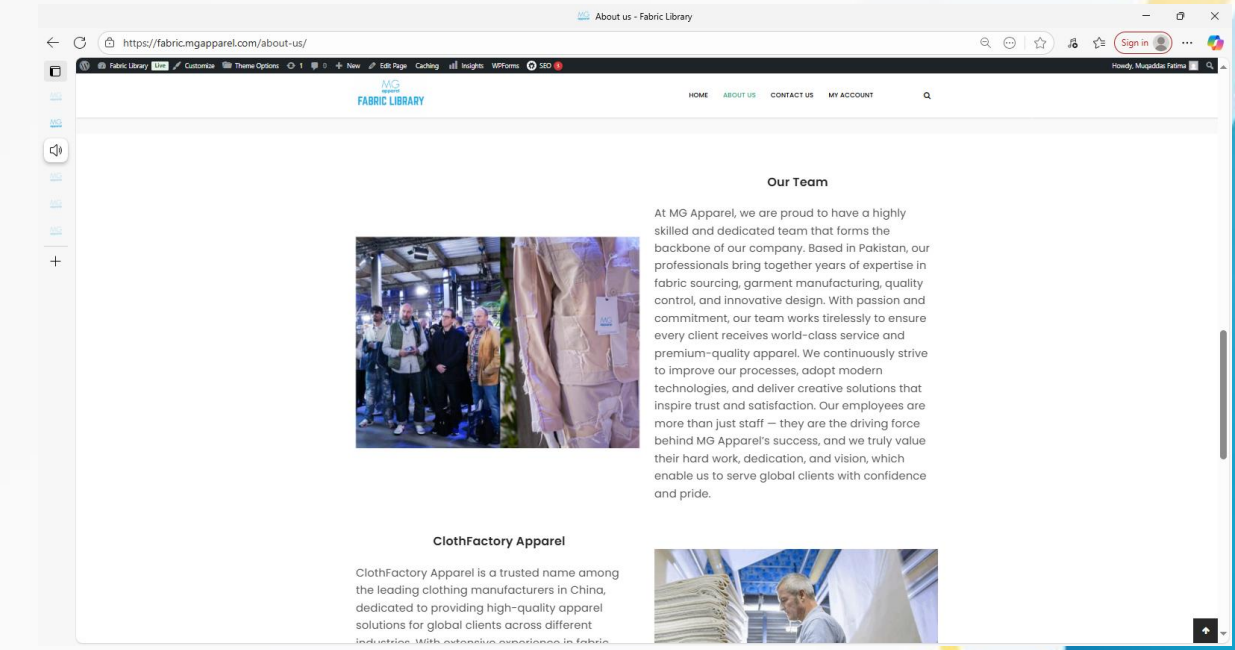 About us - Fabric Library
https://fabric.mgapparel.com/about-us/
Sign in
Fabric Library Live Customize Theme Options 1 0 New Edit Page Caching Insights WPForms SEO
Howdy, Muqaddas Fatima
MG
apparel
FABRIC LIBRARY
HOME ABOUT US CONTACT US MY ACCOUNT
Our Team
At MG Apparel, we are proud to have a highly
skilled and dedicated team that forms the
backbone of our company. Based in Pakistan, our
professionals bring together years of expertise in
fabric sourcing, garment manufacturing, quality
control, and innovative design. With passion and
commitment, our team works tirelessly to ensure
every client receives world-class service and
premium-quality apparel. We continuously strive
to improve our processes, adopt modern
technologies, and deliver creative solutions that
inspire trust and satisfaction. Our employees are
more than just staff — they are the driving force
behind MG Apparel’s success, and we truly value
their hard work, dedication, and vision, which
enable us to serve global clients with confidence
and pride.
MG
ClothFactory Apparel
ClothFactory Apparel is a trusted name among
the leading clothing manufacturers in China,
dedicated to providing high-quality apparel
solutions for global clients across different
industries. With extensive experience in fabric